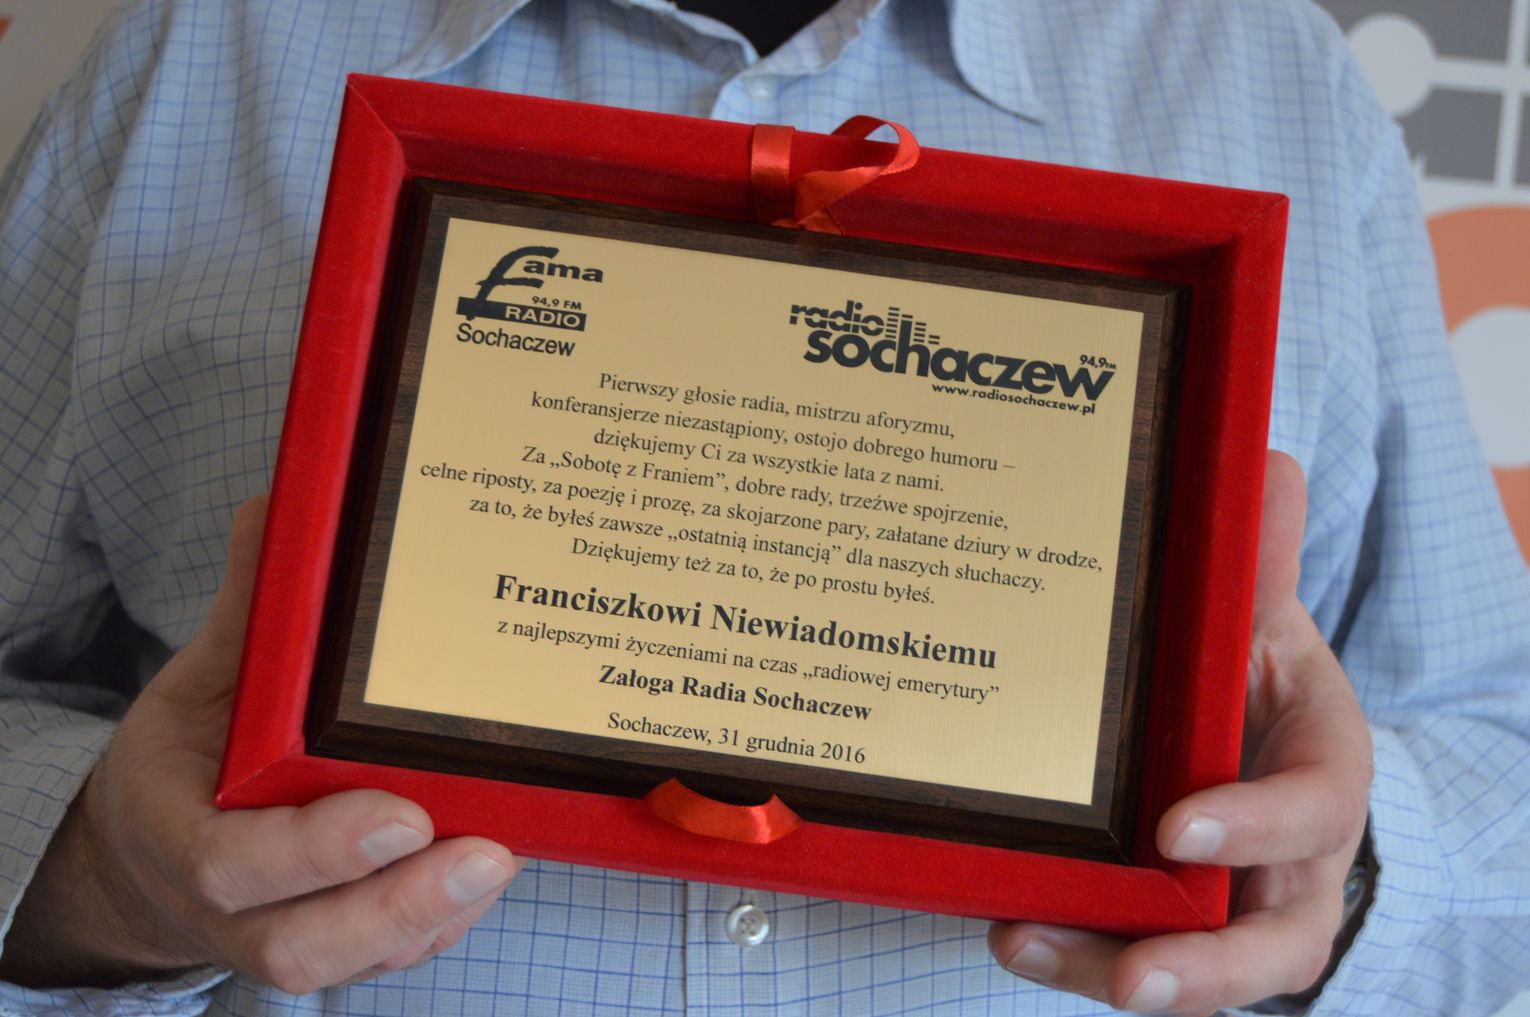 Fama
94,9 FM
RADIO
Sochaczew
radio
sochaczew
94,9FM
www.radiosochaczew.pl
Pierwszy głosie radia, mistrzu aforyzmu,
konferansjerze niezastąpiony, ostojo dobrego humoru –
dziękujemy Ci za wszystkie lata z nami.
Za „Sobotę z Franiem”, dobre rady, trzeźwe spojrzenie,
celne riposty, za poezję i prozę, za skojarzone pary, załatane dziury w drodze,
za to, że byłeś zawsze „ostatnią instancją” dla naszych słuchaczy.
Dziękujemy też za to, że po prostu byłeś.
Franciszkowi Niewiadomskiemu
z najlepszymi życzeniami na czas „radiowej emerytury”
Załoga Radia Sochaczew
Sochaczew, 31 grudnia 2016